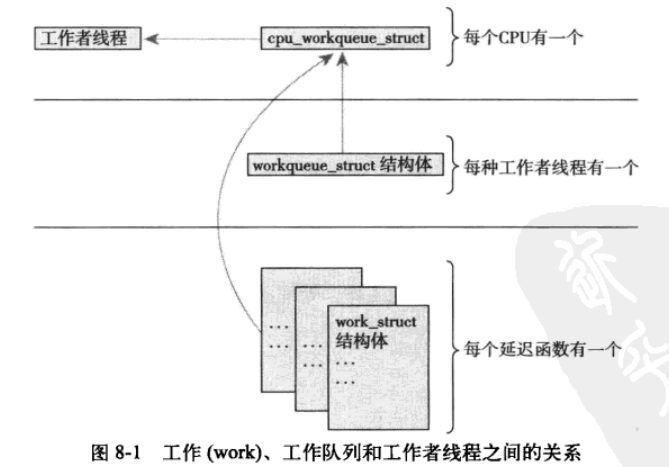 工作者线程
cpu_workqueue_struct
每个CPU有一个
workqueue_struct 结构体
每种工作者线程有一个
work_struct
结构体
...
...
...
...
...
...
每个延迟函数有一个
图 8-1 工作 (work)、工作队列和工作者线程之间的关系